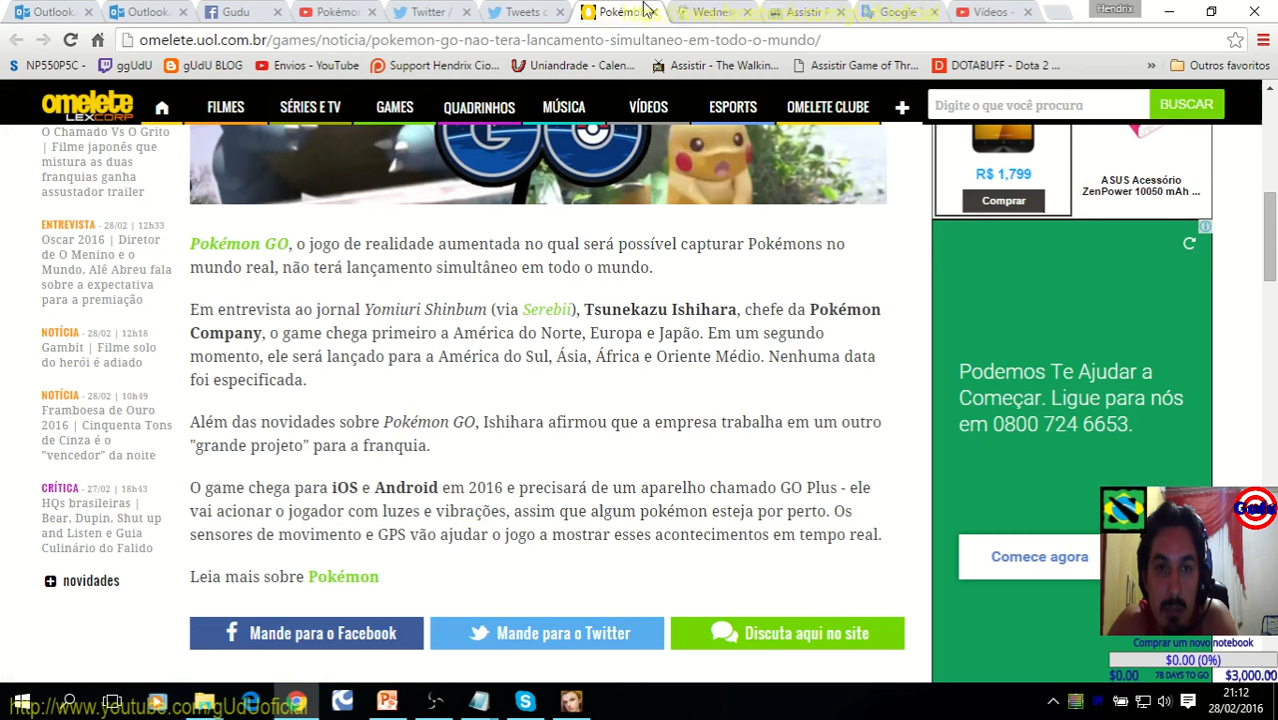 Outlook.
Outlook.
Gudu
Pokémon
Twitter
Tweets c
Pokémon
Wedne
Assistir
Google
Vídeos -
Hendrix
omelete.uol.com.br/games/noticia/pokemon-go-nao-tera-lancamento-simultaneo-em-todo-o-mundo/
NP550P5C -
ggUdU
gUdU BLOG
Envios - YouTube
Support Hendrix Cio...
Uniandrade - Calen...
Assistir - The Walkin...
Assistir Game of Thr...
DOTABUFF - Dota 2 ...
»
Outros favoritos
omelete
LEXCORP
FILMES
SÉRIES E TV
GAMES
QUADRINHOS
MÚSICA
VÍDEOS
ESPORTS
OMELETE CLUBE
Digite o que você procura
BUSCAR
O Chamado Vs O Grito
| Filme japonês que
mistura as duas
franquias ganha
assustador trailer
ENTREVISTA - 28/02 | 12h33
Oscar 2016 | Diretor
de O Menino e o
Mundo, Alê Abreu fala
sobre a expectativa
para a premiação
NOTÍCIA - 28/02 | 12h18
Gambit | Filme solo
do herói é adiado
NOTÍCIA - 28/02 | 10h49
Framboesa de Ouro
2016 | Cinquenta Tons
de Cinza é o
"vencedor" da noite
CRÍTICA - 27/02 | 18h43
HQs brasileiras |
Bear, Dupin, Shut up
and Listen e Guia
Culinário do Falido
novidades
GO
Pokémon GO, o jogo de realidade aumentada no qual será possível capturar Pokémons no
mundo real, não terá lançamento simultâneo em todo o mundo.
Em entrevista ao jornal Yomiuri Shinbum (via Serebii), Tsunekazu Ishihara, chefe da Pokémon
Company, o game chega primeiro a América do Norte, Europa e Japão. Em um segundo
momento, ele será lançado para a América do Sul, Ásia, África e Oriente Médio. Nenhuma data
foi especificada.
Além das novidades sobre Pokémon GO, Ishihara afirmou que a empresa trabalha em um outro
"grande projeto" para a franquia.
O game chega para iOS e Android em 2016 e precisará de um aparelho chamado GO Plus - ele
vai acionar o jogador com luzes e vibrações, assim que algum pokémon esteja por perto. Os
sensores de movimento e GPS vão ajudar o jogo a mostrar esses acontecimentos em tempo real.
Leia mais sobre Pokémon
Mande para o Facebook
Mande para o Twitter
Discuta aqui no site
R$ 1,799
Comprar
ASUS Acessório
ZenPower 10050 mAh ...
Podemos Te Ajudar a
Começar. Ligue para nós
em 0800 724 6653.
Comece agora
Gudu
Comprar um novo notebook
$0.00 (0%)
$0.00
78 DAYS TO GO
$3,000.00
http://www.youtube.com/gUdUoficial
21:12
28/02/2016